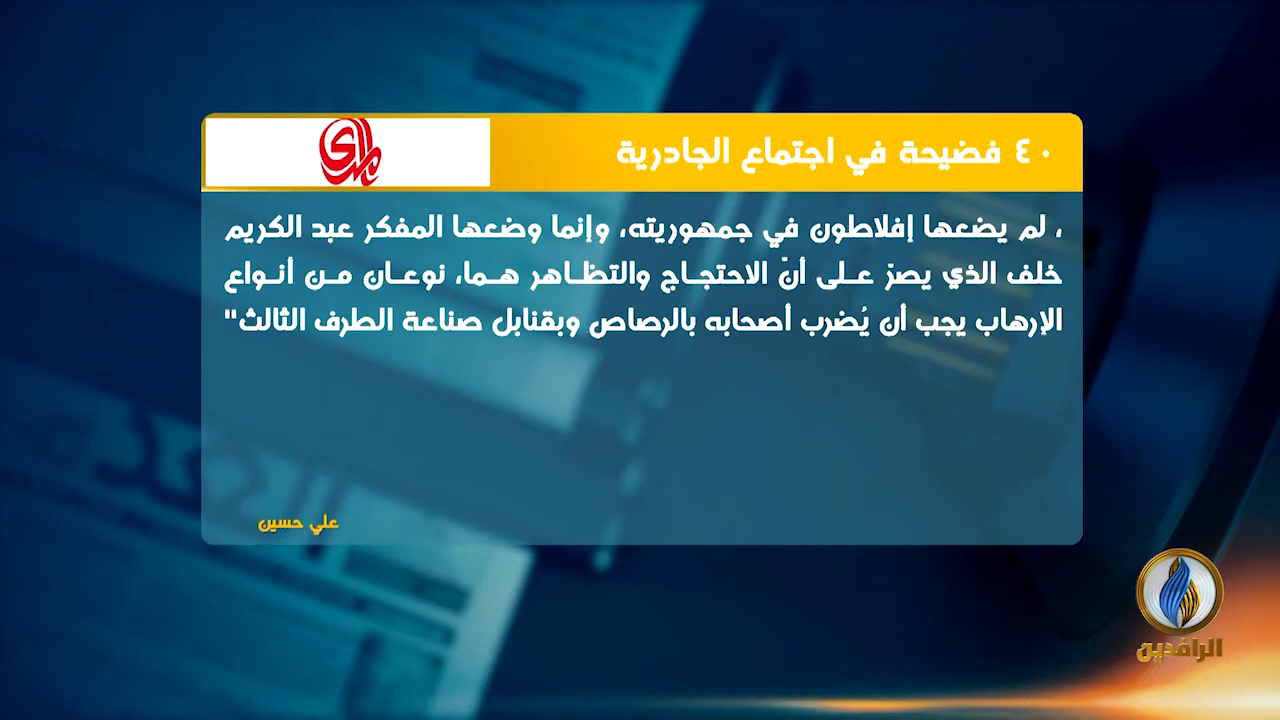 ٤٠ فضيحة في اجتماع الجادرية
المدى
، لم يضعها إفلاطون في جمهوريته، وإنما وضعها المفكر عبد الكريم
خلف الذي يصرّ على أنّ الاحتجاج والتظاهر هما، نوعان من أنواع
الإرهاب يجب أن يُضرب أصحابه بالرصاص وبقنابل صناعة الطرف الثالث"
علي حسين
الرافدين